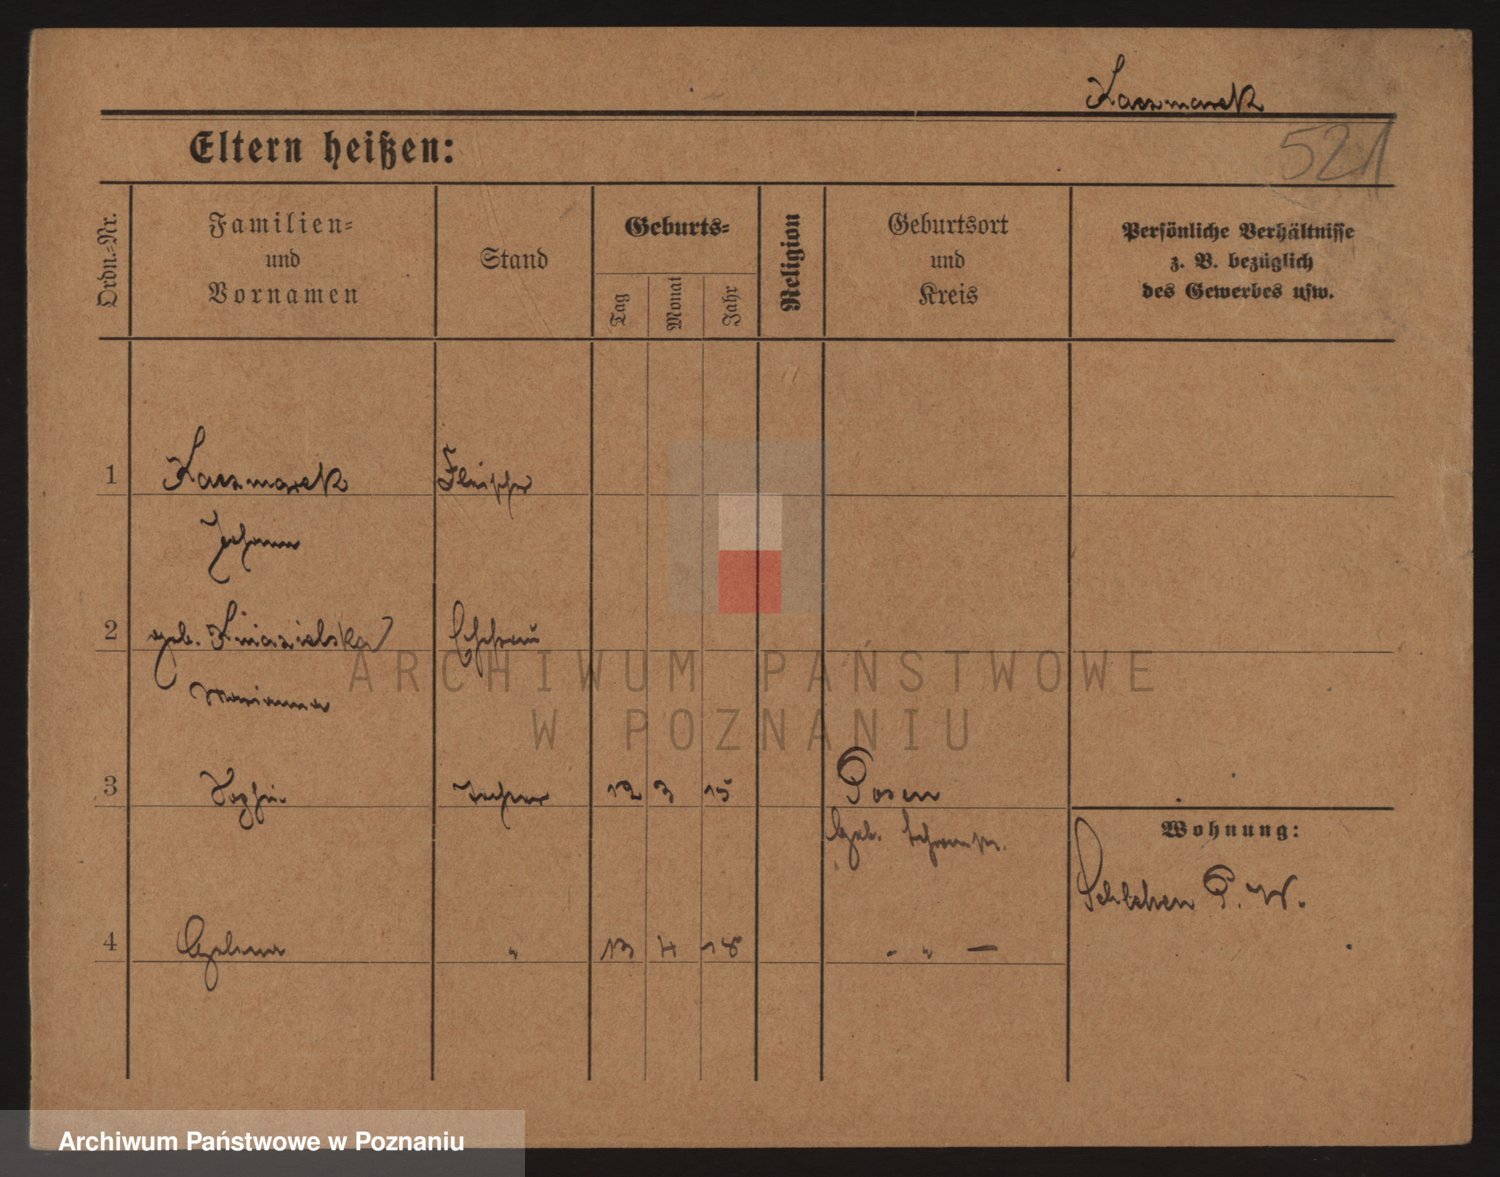 Kaczmarek
521
Eltern heißen:
Ordn.-Nr.
Familien-
und
Vornamen
Stand
Geburts-
Tag
Monat
Jahr
Religion
Geburtsort
und
Kreis
Persönliche Verhältnisse
z. B. bezüglich
des Gewerbes usw.
1 Kaczmarek Fleischer
Johann
2 geb. Ehefrau
Marianna
3 Sophie Tochter 12 3 15 Posen
Geb.
Wohnung:
P. W.
4 " 13 4 18 - " —
ARCHIWUM PAŃSTWOWE
W POZNANIU
Archiwum Państwowe w Poznaniu